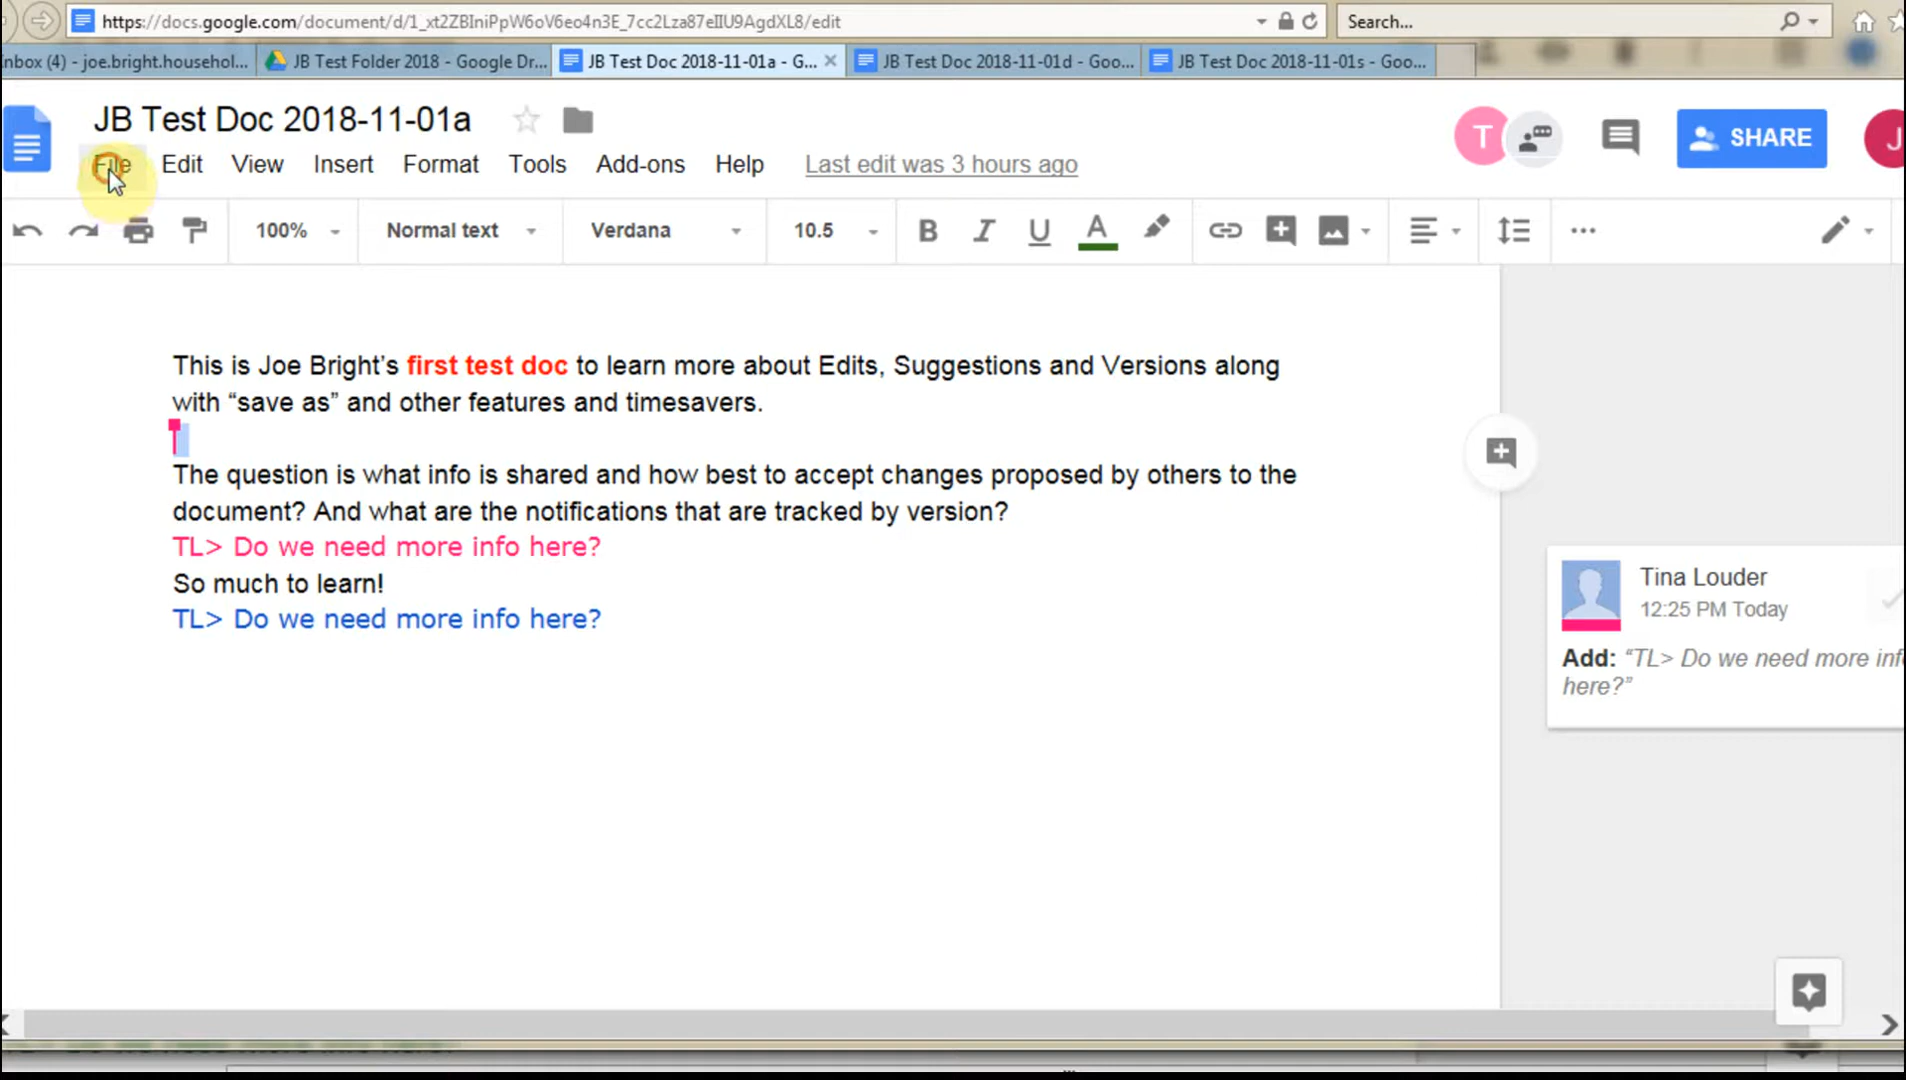 https://docs.google.com/document/d/1_xt2ZBIniPpW6oV6eo4n3E_7cc2Lza87eIIU9AgdXL8/edit
Search...
nbox (4) - joe.bright.househol...
JB Test Folder 2018 - Google Dr...
JB Test Doc 2018-11-01a - G...
JB Test Doc 2018-11-01d - Goo...
JB Test Doc 2018-11-01s - Goo...
JB Test Doc 2018-11-01a
T
SHARE
J
File Edit View Insert Format Tools Add-ons Help Last edit was 3 hours ago
100% Normal text Verdana 10.5 B I U A
This is Joe Bright’s first test doc to learn more about Edits, Suggestions and Versions along
with “save as” and other features and timesavers.
The question is what info is shared and how best to accept changes proposed by others to the
document? And what are the notifications that are tracked by version?
TL> Do we need more info here?
So much to learn!
TL> Do we need more info here?
Tina Louder
12:25 PM Today
Add: “TL> Do we need more info
here?”